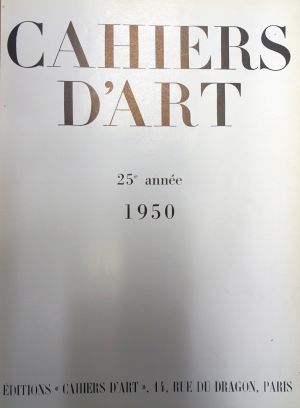 CAHIERS
D'ART
25e année
1950
ÉDITIONS « CAHIERS D'ART », 14, RUE DU DRAGON, PARIS